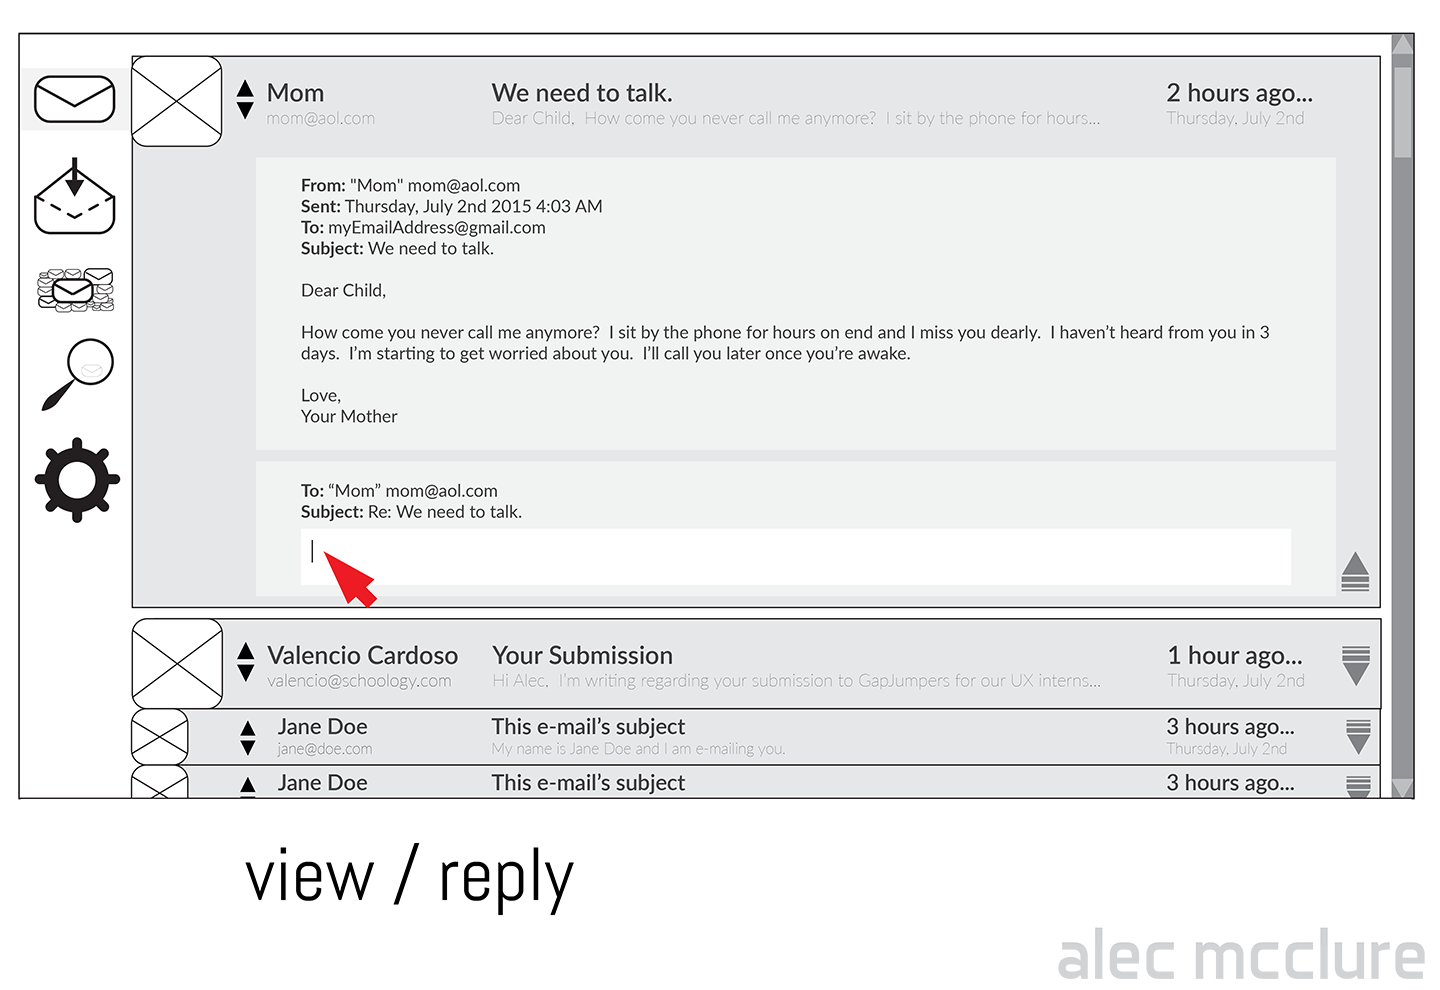 Mom
mom@aol.com
We need to talk.
Dear Child,  How come you never call me anymore?  I sit by the phone for hours...
2 hours ago...
Thursday, July 2nd
From: "Mom" mom@aol.com
Sent: Thursday, July 2nd 2015 4:03 AM
To: myEmailAddress@gmail.com
Subject: We need to talk.
Dear Child,
How come you never call me anymore?  I sit by the phone for hours on end and I miss you dearly.  I haven’t heard from you in 3
days.  I’m starting to get worried about you.  I’ll call you later once you’re awake.
Love,
Your Mother
To: “Mom” mom@aol.com
Subject: Re: We need to talk.
Valencio Cardoso
valencio@schoology.com
Your Submission
Hi Alec,  I’m writing regarding your submission to GapJumpers for our UX interns...
1 hour ago...
Thursday, July 2nd
Jane Doe
jane@doe.com
This e-mail’s subject
My name is Jane Doe and I am e-mailing you.
3 hours ago...
Thursday, July 2nd
Jane Doe
This e-mail’s subject
3 hours ago...
view / reply
alec mcclure